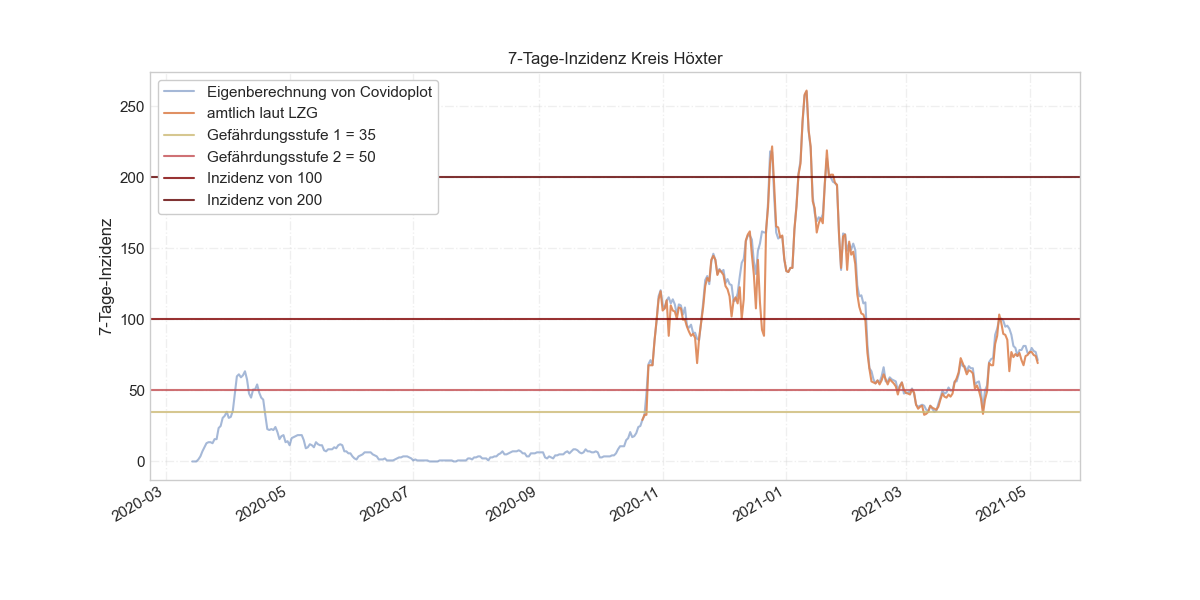 7-Tage-Inzidenz Kreis Höxter
Eigenberechnung von Covidoplot
amtlich laut LZG
Gefährdungsstufe 1 = 35
Gefährdungsstufe 2 = 50
Inzidenz von 100
Inzidenz von 200
7-Tage-Inzidenz
250
200
150
100
50
0
2020-03
2020-05
2020-07
2020-09
2020-11
2021-01
2021-03
2021-05